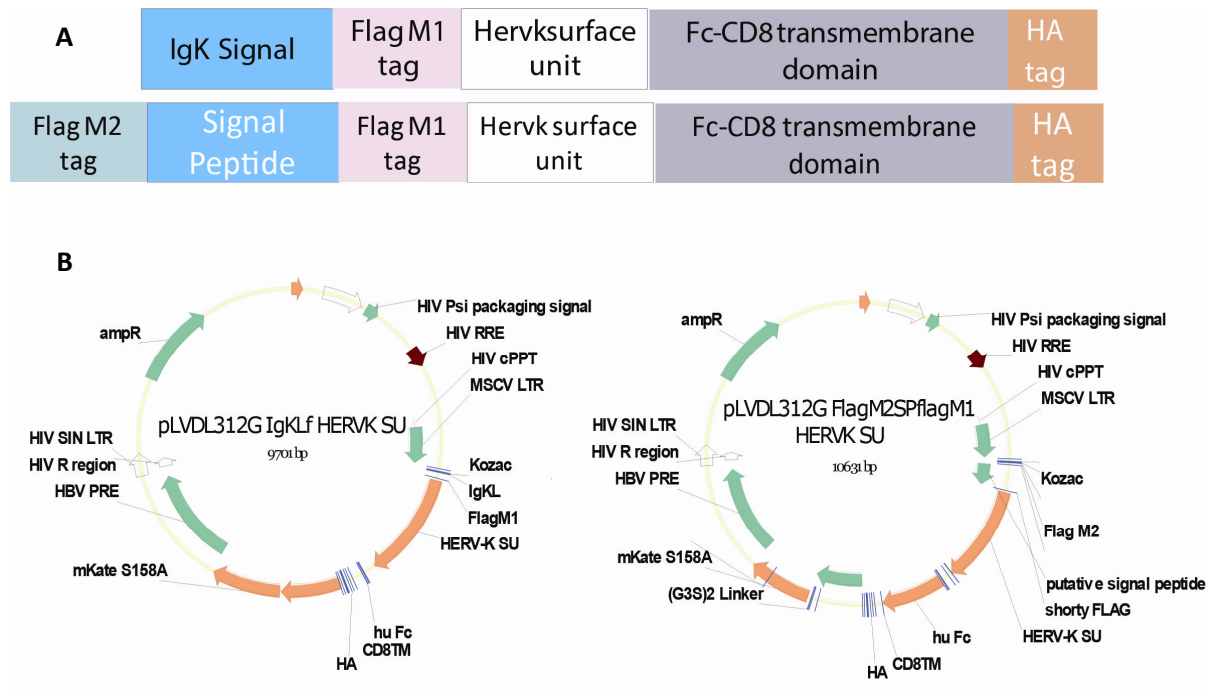 A
IgK Signal
Flag M1
tag
Hervksurface
unit
Fc-CD8 transmembrane
domain
HA
tag
Flag M2
tag
Signal
Peptide
Flag M1
tag
Hervk surface
unit
Fc-CD8 transmembrane
domain
HA
tag
B
HIV Psi packaging signal
HIV RRE
HIV cPPT
MSCV LTR
Kozac
IgKL
FlagM1
HERV-K SU
hu Fc
CD8TM
HA
mKate S158A
HBV PRE
HIV R region
HIV SIN LTR
ampR
pLVDL312G IgKLf HERVK SU
9701 bp
HIV Psi packaging signal
HIV RRE
HIV cPPT
MSCV LTR
Kozac
Flag M2
putative signal peptide
shorty FLAG
HERV-K SU
hu Fc
CD8TM
HA
(G3S)2 Linker
mKate S158A
HBV PRE
HIV R region
HIV SIN LTR
ampR
pLVDL312G FlagM2SPflagM1
HERVK SU
10631 bp